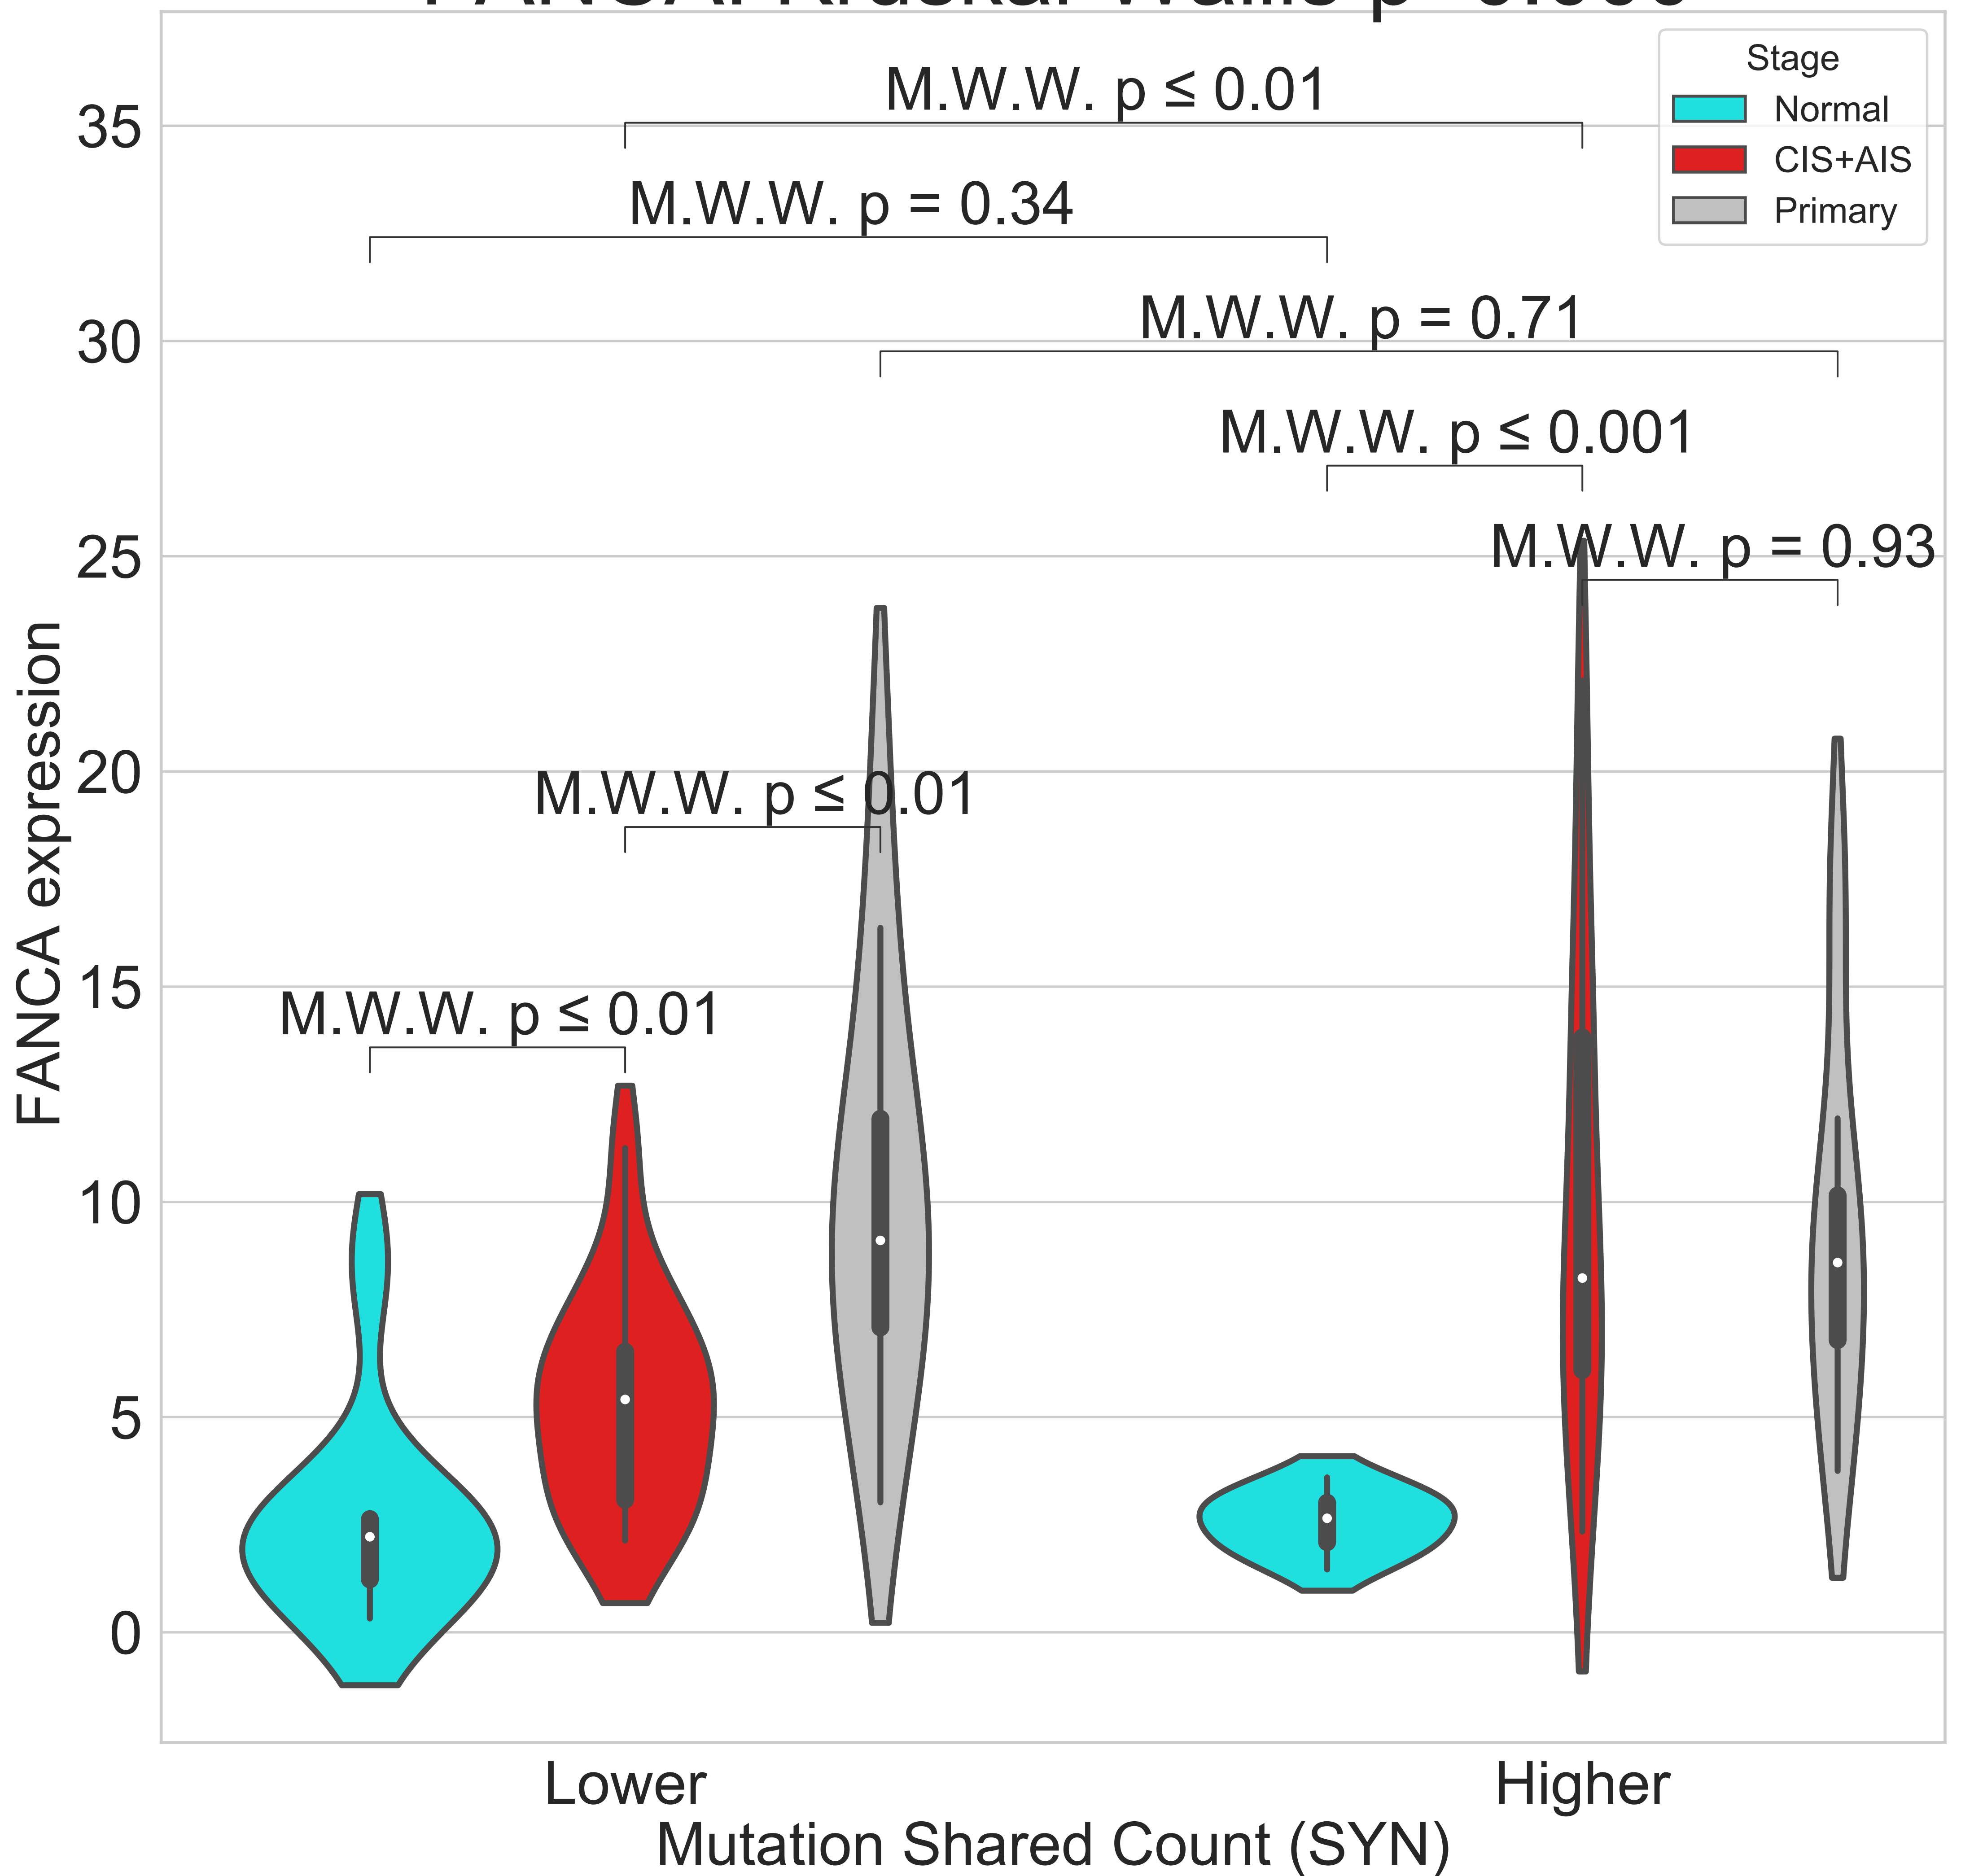 Stage
Normal
CIS+AIS
Primary
M.W.W. p ≤ 0.01
M.W.W. p = 0.34
M.W.W. p = 0.71
M.W.W. p ≤ 0.001
M.W.W. p = 0.93
M.W.W. p ≤ 0.01
M.W.W. p ≤ 0.01
35
30
25
20
15
10
5
0
FANCA expression
Lower
Higher
Mutation Shared Count (SYN)